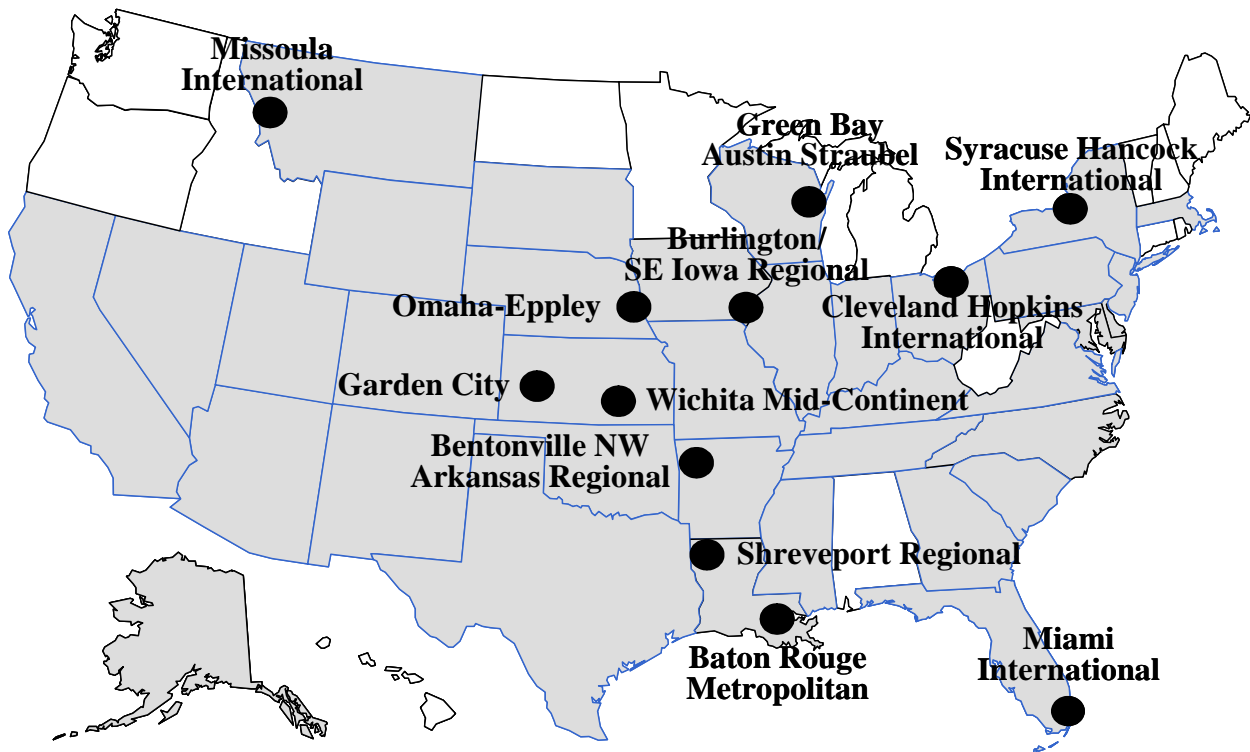 Missoula
International
Green Bay
Austin Straubel
Syracuse Hancock
International
Burlington/
SE Iowa Regional
Omaha-Eppley
Cleveland Hopkins
International
Garden City
Wichita Mid-Continent
Bentonville NW
Arkansas Regional
Shreveport Regional
Baton Rouge
Metropolitan
Miami
International